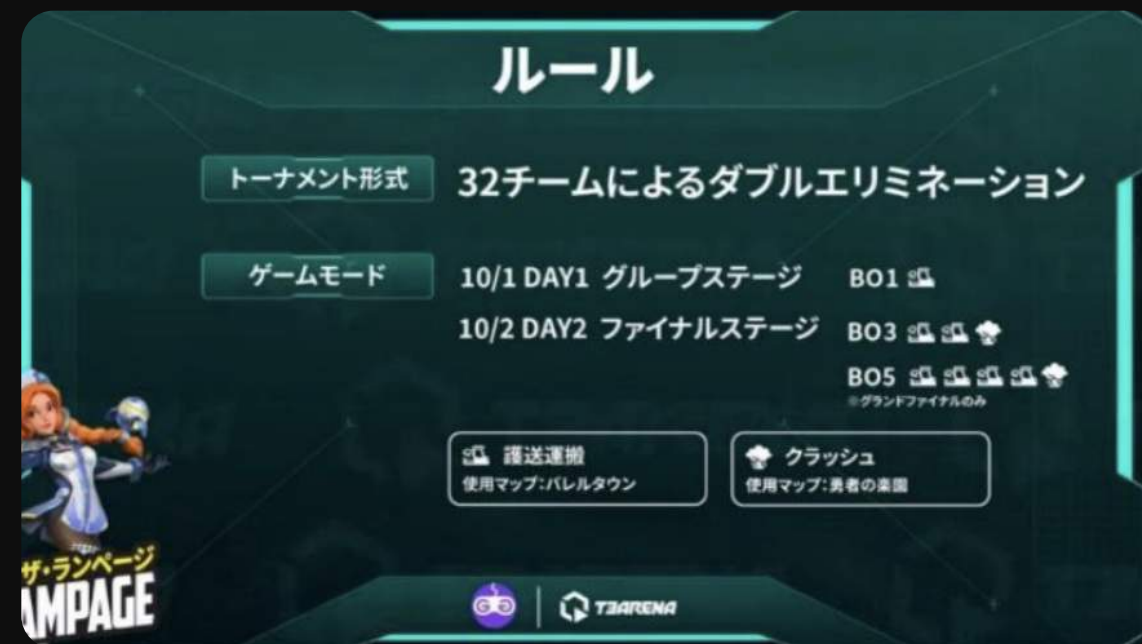 ルール
トーナメント形式 32チームによるダブルエリミネーション
ゲームモード 10/1 DAY1 グループステージ BO1
10/2 DAY2 ファイナルステージ BO3
BO5
※グランドファイナルのみ
護送運搬
使用マップ:バレルタウン
クラッシュ
使用マップ:勇者の楽園
ザ・ランページ
AMPAGE
T3ARENA